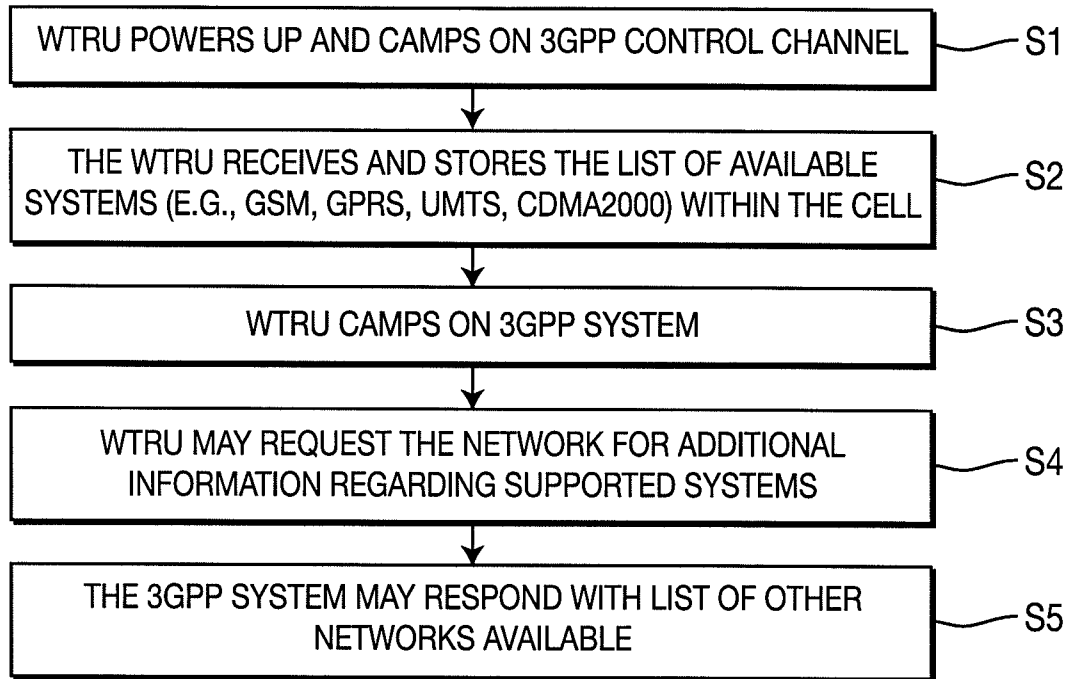 WTRU POWERS UP AND CAMPS ON 3GPP CONTROL CHANNEL
S1
THE WTRU RECEIVES AND STORES THE LIST OF AVAILABLE
SYSTEMS (E.G., GSM, GPRS, UMTS, CDMA2000) WITHIN THE CELL
S2
WTRU CAMPS ON 3GPP SYSTEM
S3
WTRU MAY REQUEST THE NETWORK FOR ADDITIONAL
INFORMATION REGARDING SUPPORTED SYSTEMS
S4
THE 3GPP SYSTEM MAY RESPOND WITH LIST OF OTHER
NETWORKS AVAILABLE
S5